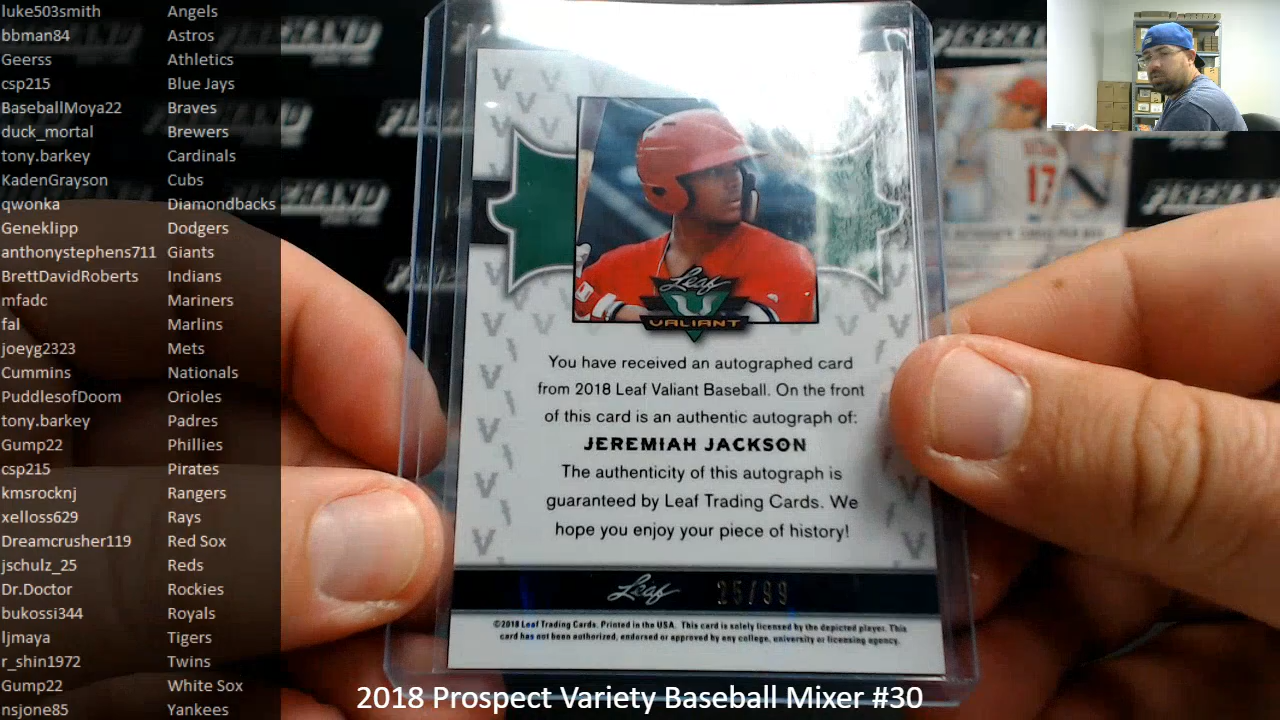 luke503smith Angels
bbman84 Astros
Geerss Athletics
csp215 Blue Jays
BaseballMoya22 Braves
duck_mortal Brewers
tony.barkey Cardinals
KadenGrayson Cubs
qwonka Diamondbacks
Geneklipp Dodgers
anthonystephens711 Giants
BrettDavidRoberts Indians
mfadc Mariners
fal Marlins
joeyg2323 Mets
Cummins Nationals
PuddlesofDoom Orioles
tony.barkey Padres
Gump22 Phillies
csp215 Pirates
kmsrocknj Rangers
xelloss629 Rays
Dreamcrusher119 Red Sox
jschulz_25 Reds
Dr.Doctor Rockies
bukossi344 Royals
ljmaya Tigers
r_shin1972 Twins
Gump22 White Sox
nsjone85 Yankees
17
Leaf
VALIANT
You have received an autographed card
from 2018 Leaf Valiant Baseball. On the front
of this card is an authentic autograph of:
JEREMIAH JACKSON
The authenticity of this autograph is
guaranteed by Leaf Trading Cards. We
hope you enjoy your piece of history!
Leaf 25/99
©2018 Leaf Trading Cards. Printed in the USA. This card is solely licensed by the depicted player. This
card has not been authorized, endorsed or approved by any college, university or licensing agency.
2018 Prospect Variety Baseball Mixer #30